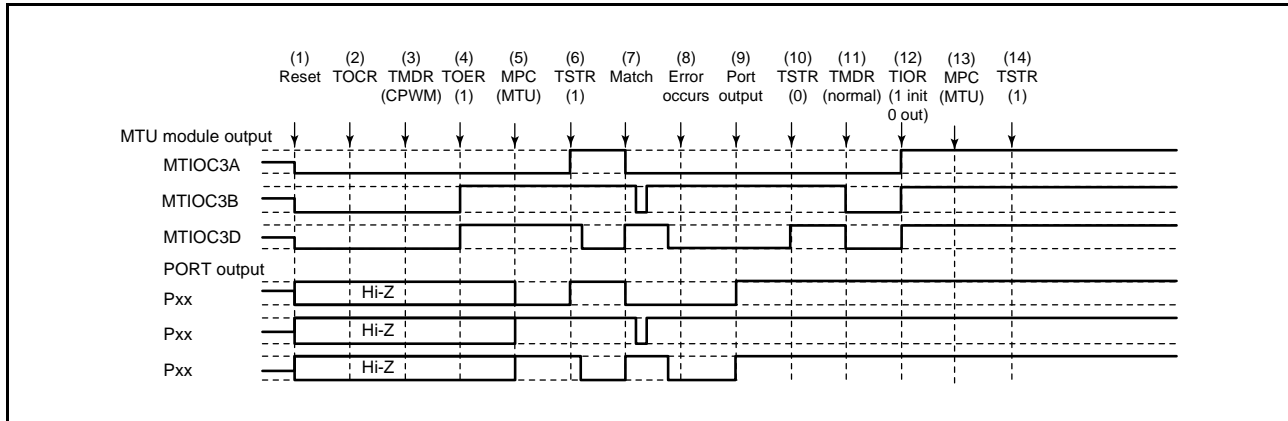 (1) (2) (3) (4) (5) (6) (7) (8) (9) (10) (11) (12) (13) (14)
Reset TOCR TMDR TOER MPC TSTR Match Error Port TSTR TMDR TIOR MPC TSTR
(CPWM) (1) (MTU) (1) occurs output (0) (normal) (1 init (MTU) (1)
0 out)
MTU module output
MTIOC3A
MTIOC3B
MTIOC3D
PORT output
Pxx Hi-Z
Pxx Hi-Z
Pxx Hi-Z